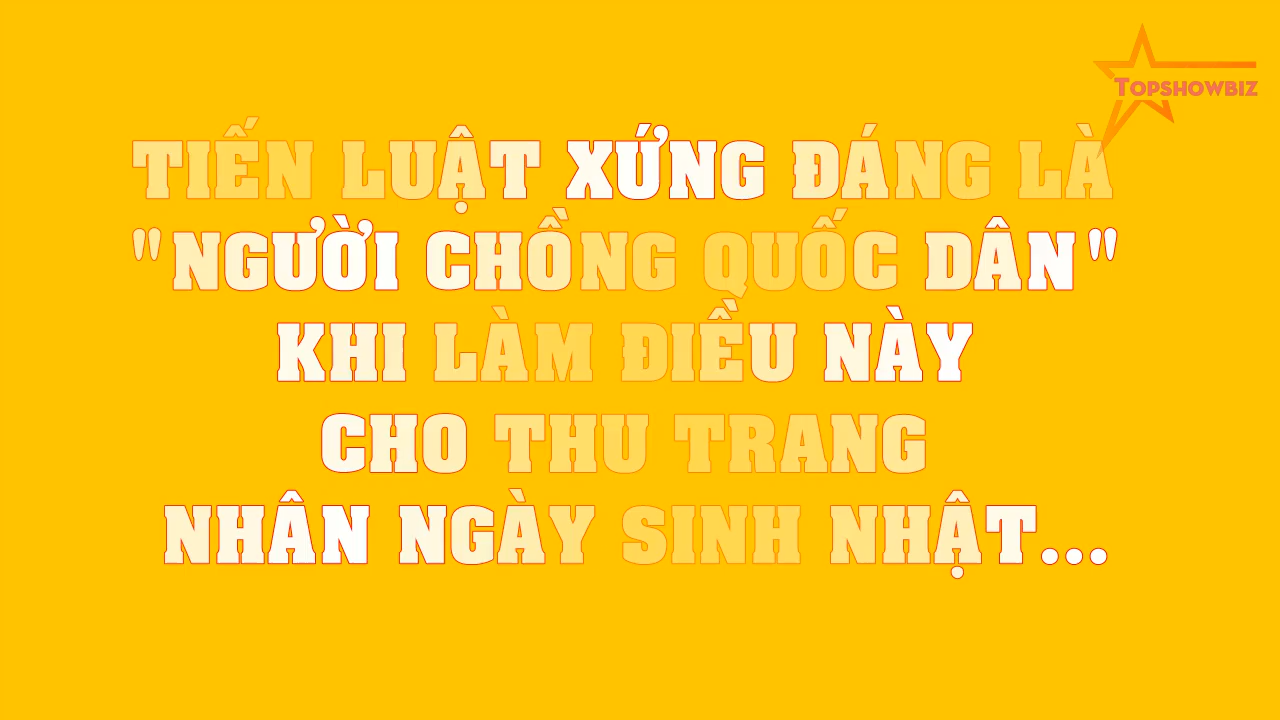 TOPSHOWBIZ
TIẾN LUẬT XỨNG ĐÁNG LÀ
"NGƯỜI CHỒNG QUỐC DÂN"
KHI LÀM ĐIỀU NÀY
CHO THU TRANG
NHÂN NGÀY SINH NHẬT...